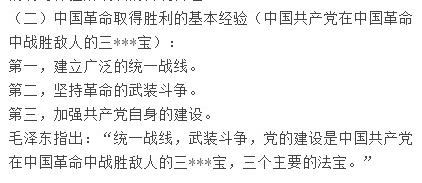 （二）中国革命取得胜利的基本经验（中国共产党在中国革命
中战胜敌人的三***宝）：
第一，建立广泛的统一战线。
第二，坚持革命的武装斗争。
第三，加强共产党自身的建设。
毛泽东指出：“统一战线，武装斗争，党的建设是中国共产党
在中国革命中战胜敌人的三***宝，三个主要的法宝。”